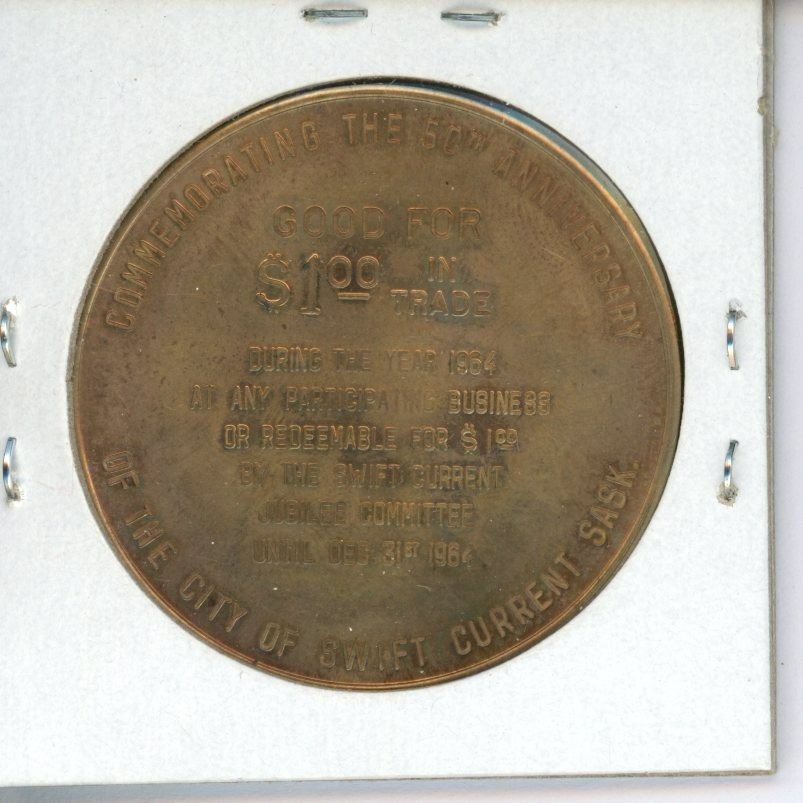 COMMEMORATING THE 50TH ANNIVERSARY
GOOD FOR
$1.00 IN
TRADE
DURING THE YEAR 1964
AT ANY PARTICIPATING BUSINESS
OR REDEEMABLE FOR $1.00
BY THE SWIFT CURRENT
JUBILEE COMMITTEE
UNTIL DEC. 31ST 1964
OF THE CITY OF SWIFT CURRENT SASK.